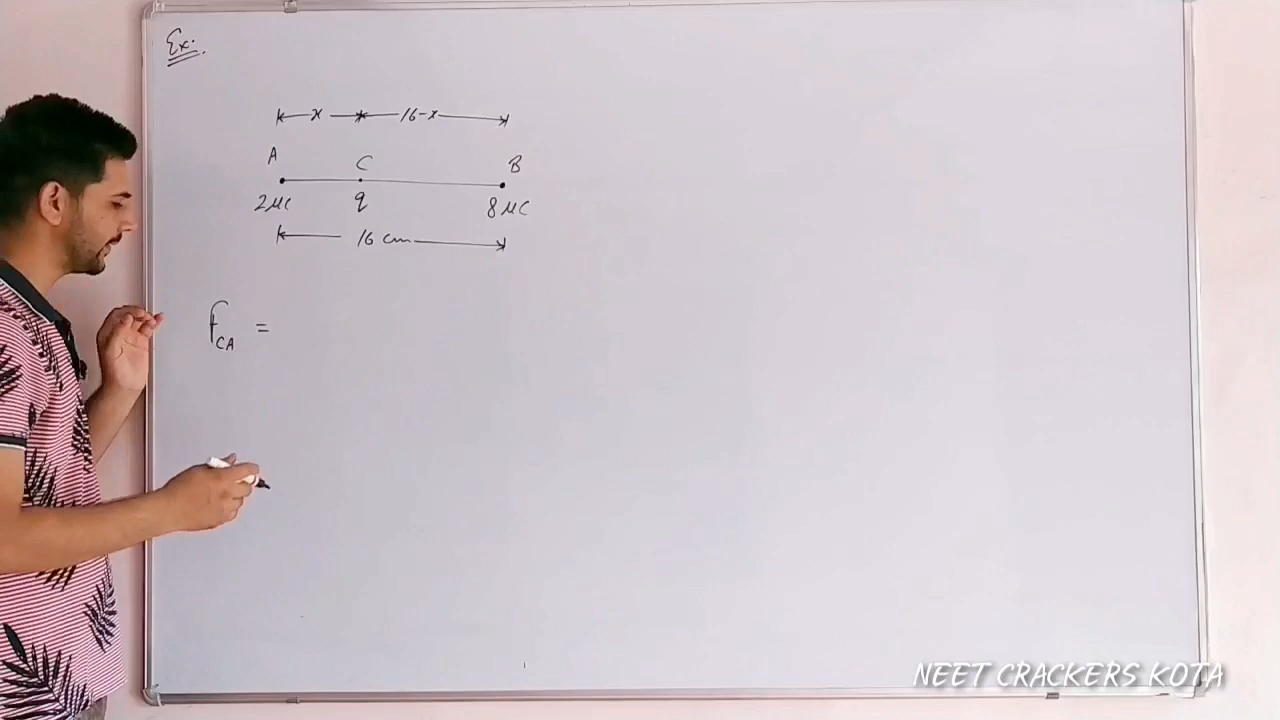 Ex:
x 16-x
A C B
2μC q 8μC
16 cm
F_CA =
NEET CRACKERS KOTA